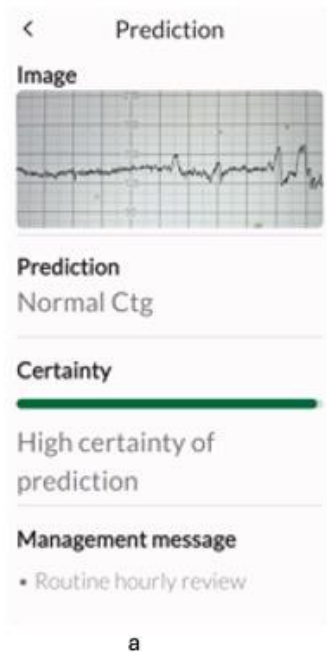 Prediction
Image
Prediction
Normal Ctg
Certainty
High certainty of
prediction
Management message
• Routine hourly review
a